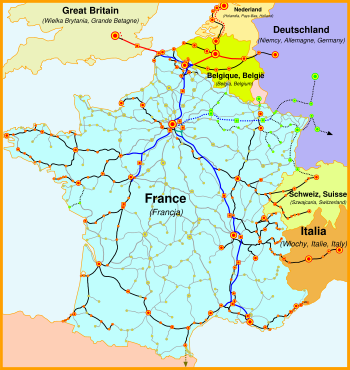 Great Britain
(Wielka Brytania, Grande Betagne)
Nederland
(Holandia, Pays-Bas, Holland)
Deutschland
(Niemcy, Allemagne, Germany)
Belgique, België
(Belgia, Belgium)
France
(Francja)
Schweiz, Suisse
(Szwajcaria, Switzerland)
Italia
(Włochy, Italie, Italy)